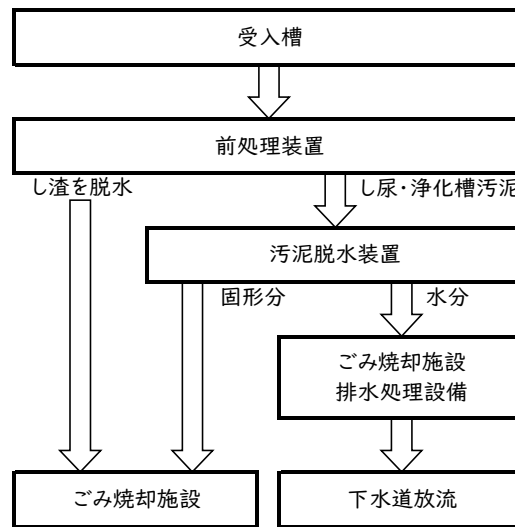 受入槽
前処理装置
し渣を脱水
し尿・浄化槽汚泥
汚泥脱水装置
固形分
水分
ごみ焼却施設
排水処理設備
ごみ焼却施設
下水道放流